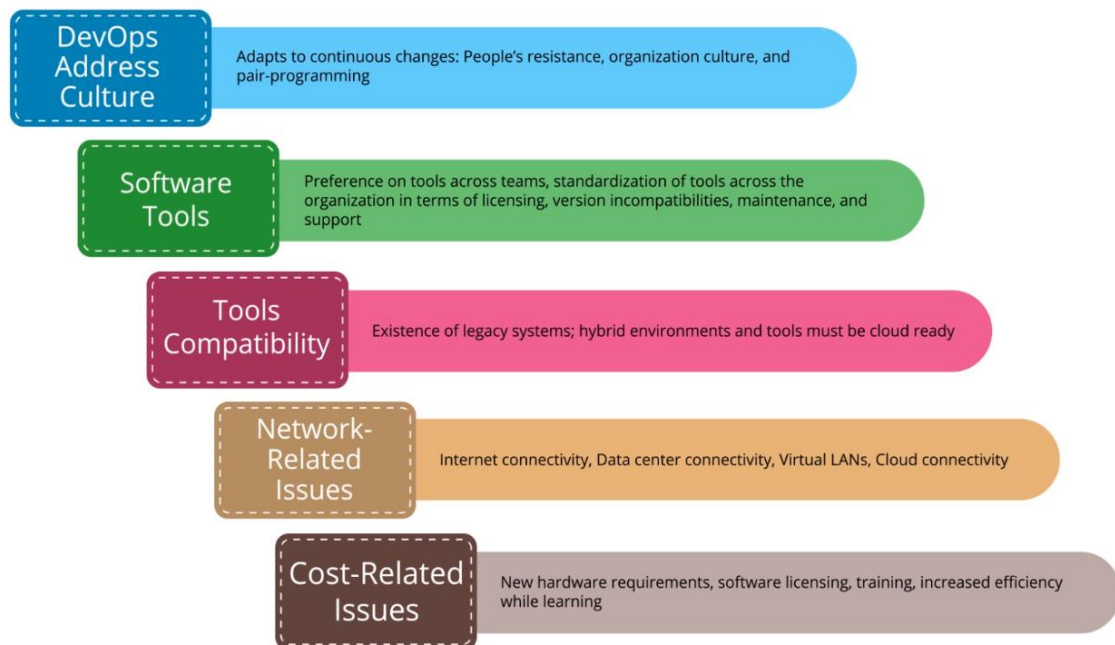 DevOps
Address
Culture
Adapts to continuous changes: People's resistance, organization culture, and
pair-programming
Software
Tools
Preference on tools across teams, standardization of tools across the
organization in terms of licensing, version incompatibilities, maintenance, and
support
Tools
Compatibility
Existence of legacy systems; hybrid environments and tools must be cloud ready
Network-
Related
Issues
Internet connectivity, Data center connectivity, Virtual LANs, Cloud connectivity
Cost-Related
Issues
New hardware requirements, software licensing, training, increased efficiency
while learning